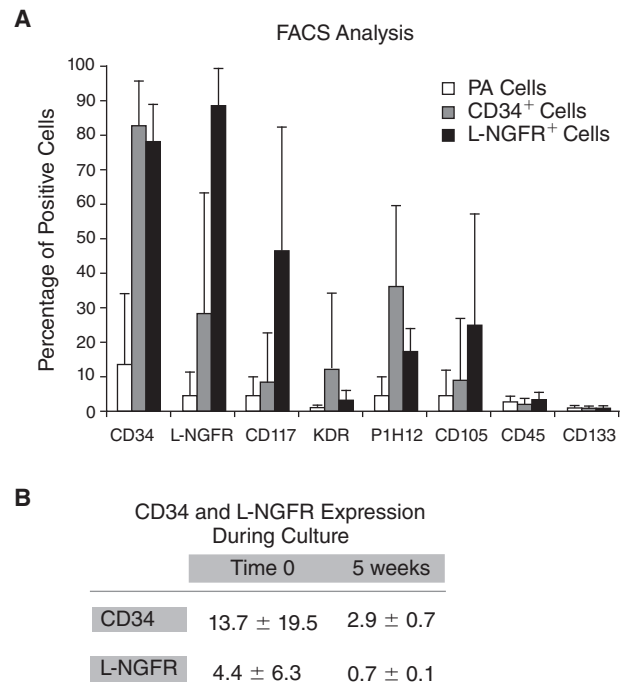 A
FACS Analysis
Percentage of Positive Cells
100
90
80
70
60
50
40
30
20
10
0
PA Cells
CD34+ Cells
L-NGFR+ Cells
CD34 L-NGFR CD117 KDR P1H12 CD105 CD45 CD133
B
CD34 and L-NGFR Expression
During Culture
Time 0 5 weeks
CD34 13.7 ± 19.5 2.9 ± 0.7
L-NGFR 4.4 ± 6.3 0.7 ± 0.1